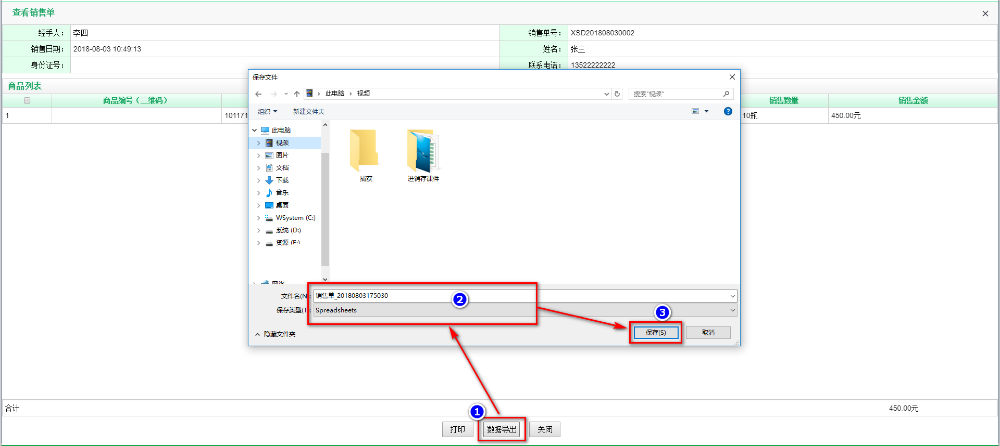 查看销售单
经手人： 李四 销售单号： XSD201808030002
销售日期： 2018-08-03 10:49:13 姓名： 张三
身份证号： 联系电话： 13522222222
商品列表
商品编号（二维码） 销售数量 销售金额
1 101171 10瓶 450.00元
保存文件
此电脑 视频 搜索"视频"
组织 新建文件夹
此电脑
视频
图片
文档
下载
音乐
桌面
WSystem (C:)
系统 (D:)
资源
网络
捕获 进销存课件
文件名(N): 销售单_20180803175030
2
保存类型(T): Spreadsheets
3
隐藏文件夹 保存(S) 取消
合计 450.00元
1
打印 数据导出 关闭